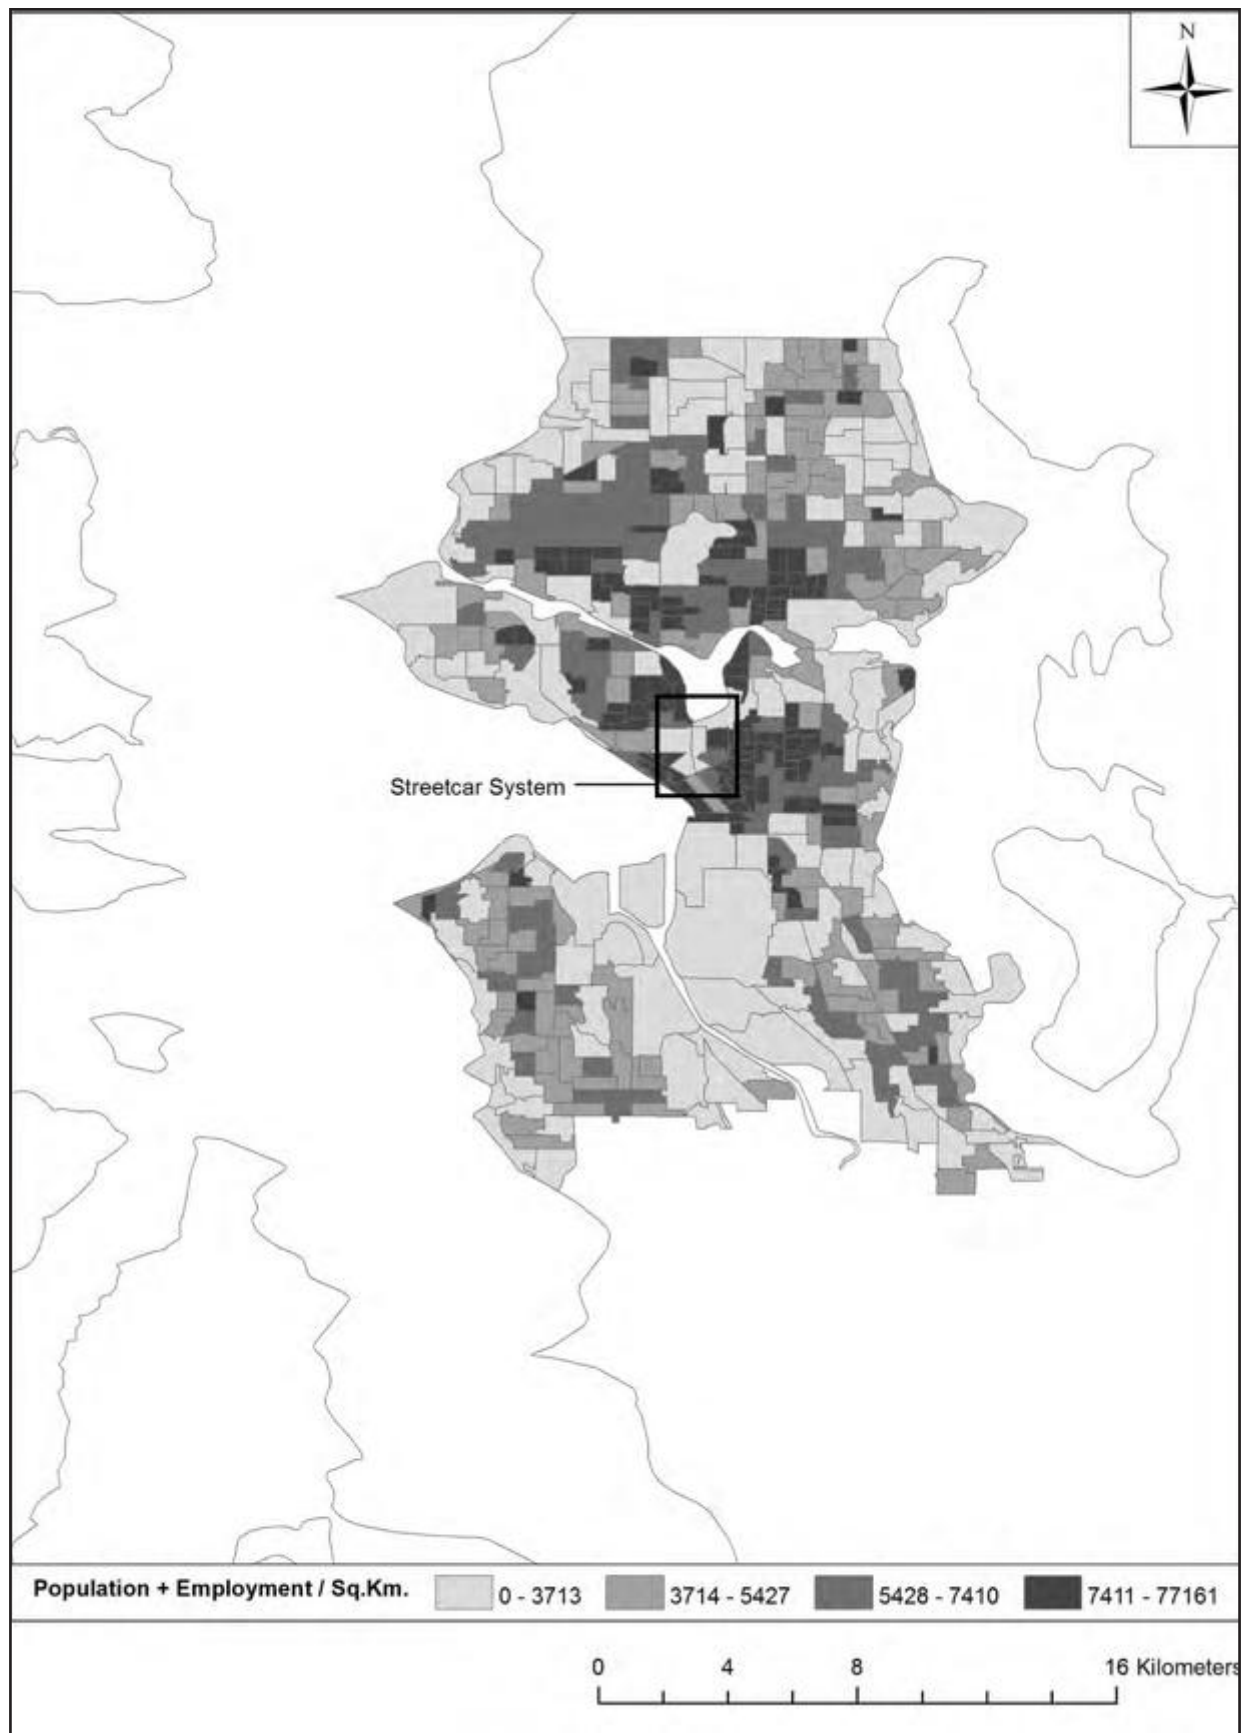 N
Streetcar System
Population + Employment / Sq.Km. 0 - 3713 3714 - 5427 5428 - 7410 7411 - 77161
0 4 8 16 Kilometers